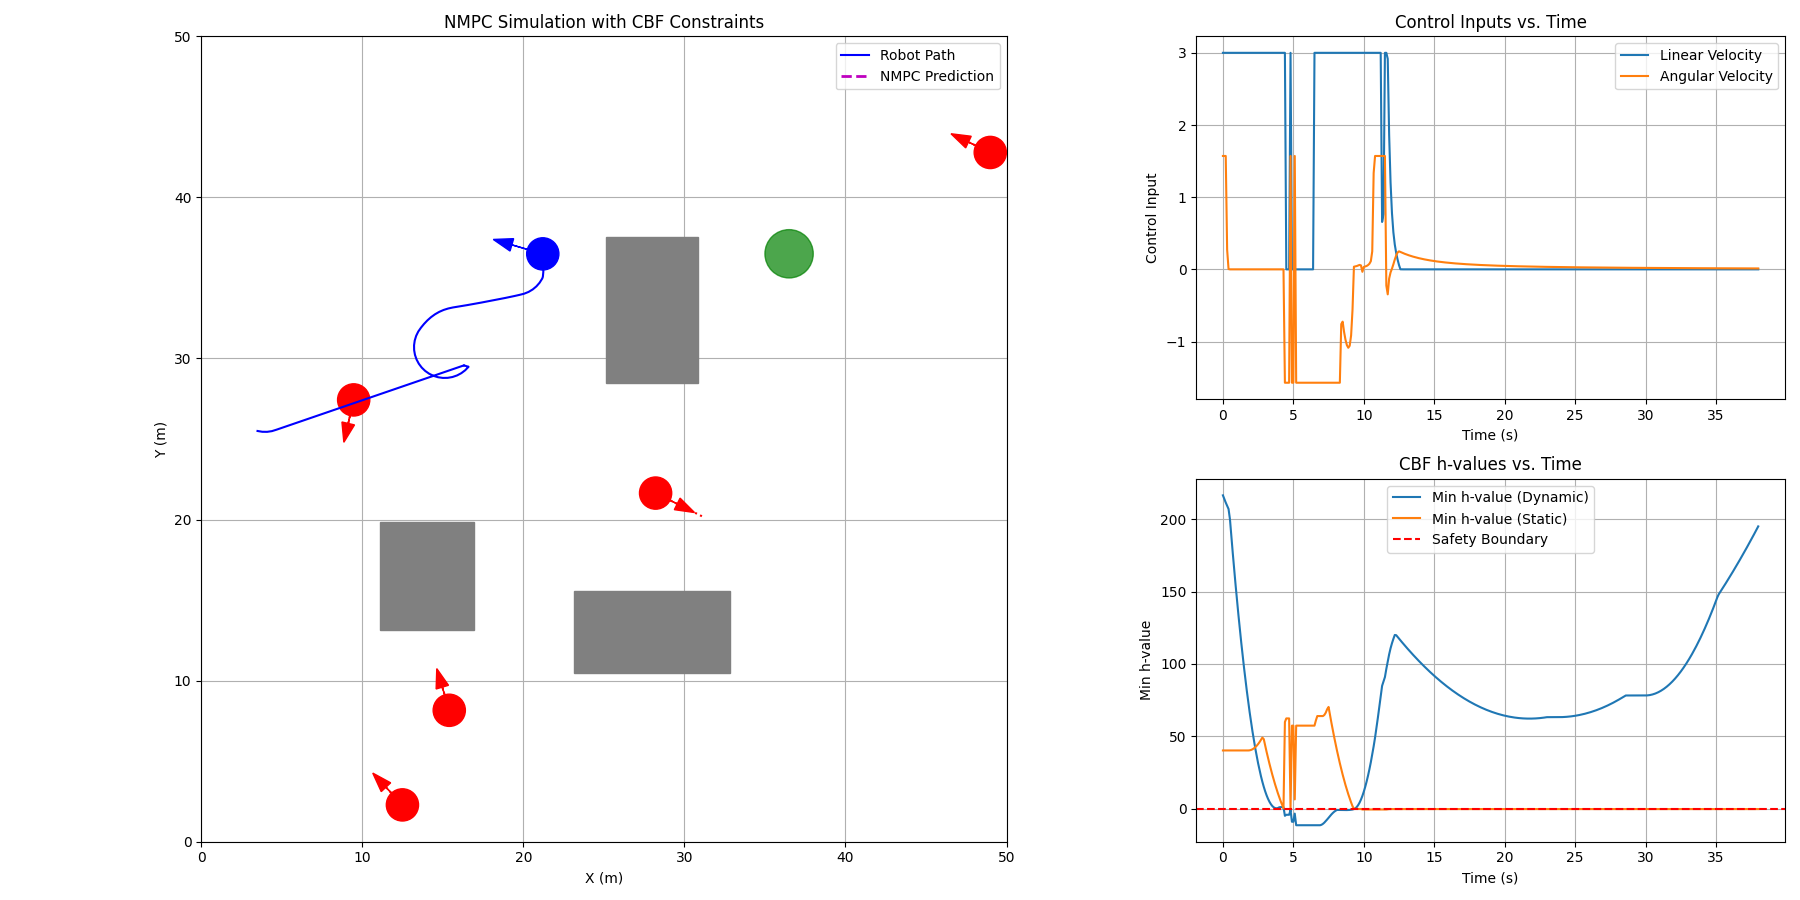 NMPC Simulation with CBF Constraints
50
40
30
20
10
0
Y (m)
Robot Path
NMPC Prediction
0 10 20 30 40 50
X (m)
Control Inputs vs. Time
3
2
1
0
−1
Control Input
Linear Velocity
Angular Velocity
0 5 10 15 20 25 30 35
Time (s)
CBF h-values vs. Time
200
150
100
50
0
Min h-value
Min h-value (Dynamic)
Min h-value (Static)
Safety Boundary
0 5 10 15 20 25 30 35
Time (s)